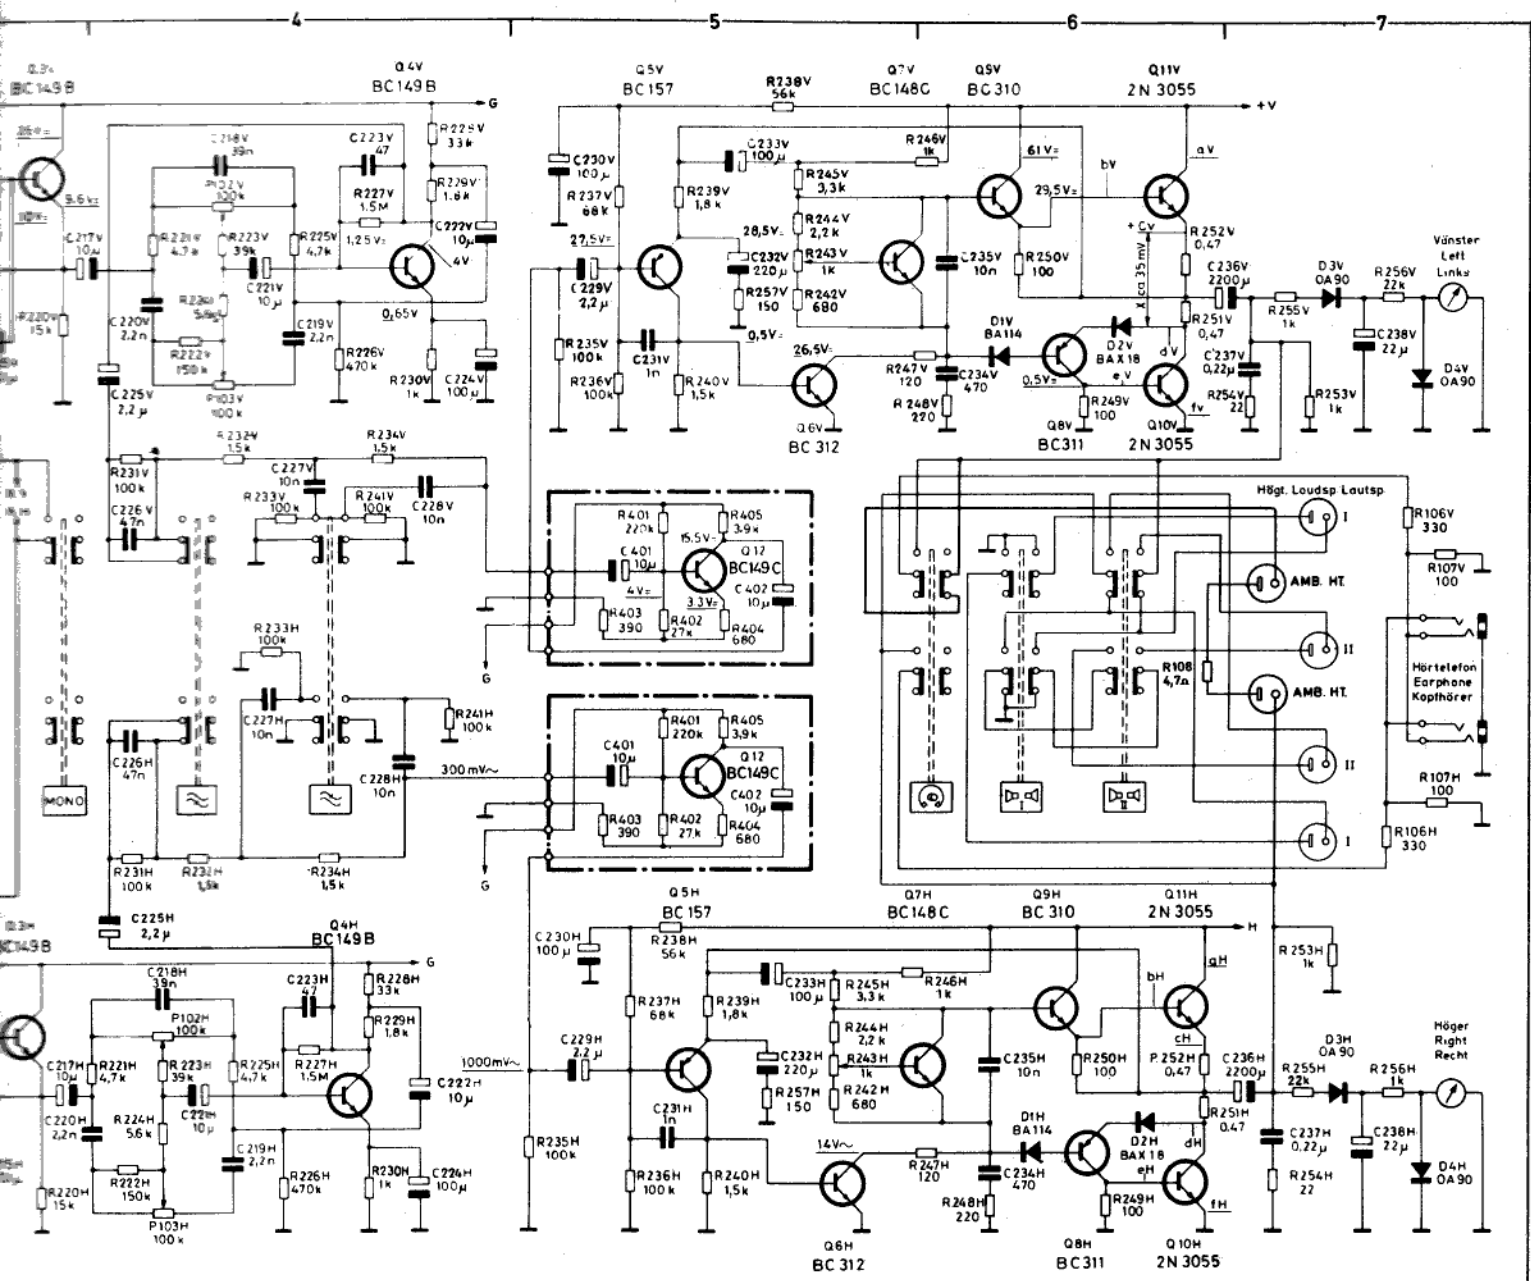 4
5
6
7
BC149B
Q4V
BC149B
Q5V
BC157
R238V
56k
Q7V
BC148C
Q9V
BC310
Q11V
2N 3055
G
+V
C218V
39n
C223V
47
33k
R229V
1.8k
R227V
1.5M
C222V
10µ
1,25V=
4V
0,65V
9.6k=
C217V
10µ
4.7k
R223V
39k
R225V
4,7k
C221V
10µ
C220V
2,2n
R222V
150k
C219V
2,2n
R226V
470k
R230V
1k
C224V
100µ
R220V
15k
P103V
100k
C225V
2,2µ
C230V
100µ
R237V
68k
27,5V=
C229V
2,2µ
R235V
100k
R236V
100k
C231V
1n
R239V
1,8k
C233V
100µ
28,5V=
C232V
220µ
R257V
150
0,5V=
R240V
1,5k
R245V
3,3k
R244V
2,2k
R243V
1k
R242V
680
R246V
1k
26,5V=
Q6V
BC 312
R247V
120
C235V
10n
C234V
470
R248V
220
61V=
29,5V=
R250V
100
D1V
BA114
0,5V=
Q8V
BC311
R249V
100
D2V
BAX18
bV
aV
+ Cv
X ca 35 mV
dV
eV
fv
Q10V
2N 3055
R252V
0,47
R251V
0,47
C236V
2200µ
C237V
0,22µ
R254V
22
R255V
1k
R253V
1k
D3V
OA90
R256V
22k
C238V
22µ
D4V
OA90
Vänster
Left
Links
R231V
100k
R232V
1,5k
R234V
1,5k
C226V
47n
C227V
10n
R233V
100k
R241V
100k
C228V
10n
R401
220k
R405
3,9k
15.5V=
C401
10µ
4V=
Q12
BC149C
3.3V=
C402
10µ
R403
390
R402
27k
R404
680
G
R233H
100k
C227H
10n
R241H
100k
C226H
47n
C228H
10n
300mV~
MONO
R231H
100k
R232H
1,5k
R234H
1,5k
R401
220k
R405
3,9k
C401
10µ
Q12
BC149C
C402
10µ
R403
390
R402
27k
R404
680
G
Högt. Loudsp. Lautsp.
I
AMB. HT.
II
R108
4,7Ω
AMB. HT.
II
I
I
II
R106V
330
R107V
100
Hörtelefon
Earphone
Kopfhörer
R107H
100
R106H
330
Q3H
BC149B
C225H
2,2µ
Q4H
BC149B
G
C218H
39n
P102H
100k
C223H
47
R228H
33k
R229H
1,8k
R227H
1.5M
C222H
10µ
C217H
10µ
R221H
4,7k
R223H
39k
R225H
4,7k
C221H
10µ
C220H
2,2n
R224H
5.6k
R222H
150k
C219H
2,2n
R226H
470k
R230H
1k
C224H
100µ
R220H
15k
P103H
100k
Q5H
BC157
C230H
100µ
R238H
56k
R237H
68k
1000mV~
C229H
2.2µ
R235H
100k
R236H
100k
C231H
1n
R239H
1,8k
C233H
100µ
C232H
220µ
R257H
150
R240H
1,5k
R245H
3,3k
R244H
2,2k
R243H
1k
R242H
680
R246H
1k
14V~
Q6H
BC312
Q7H
BC148C
R247H
120
C235H
10n
C234H
470
R248H
220
Q9H
BC310
R250H
100
D1H
BA114
Q8H
BC311
R249H
100
D2H
BAX18
Q11H
2N 3055
H
aH
bH
cH
dH
eH
fH
Q10H
2N 3055
R252H
0,47
R251H
0.47
C236H
2200µ
C237H
0.22µ
R254H
22
R253H
1k
R255H
22k
D3H
OA90
R256H
1k
C238H
22µ
D4H
OA90
Höger
Right
Recht